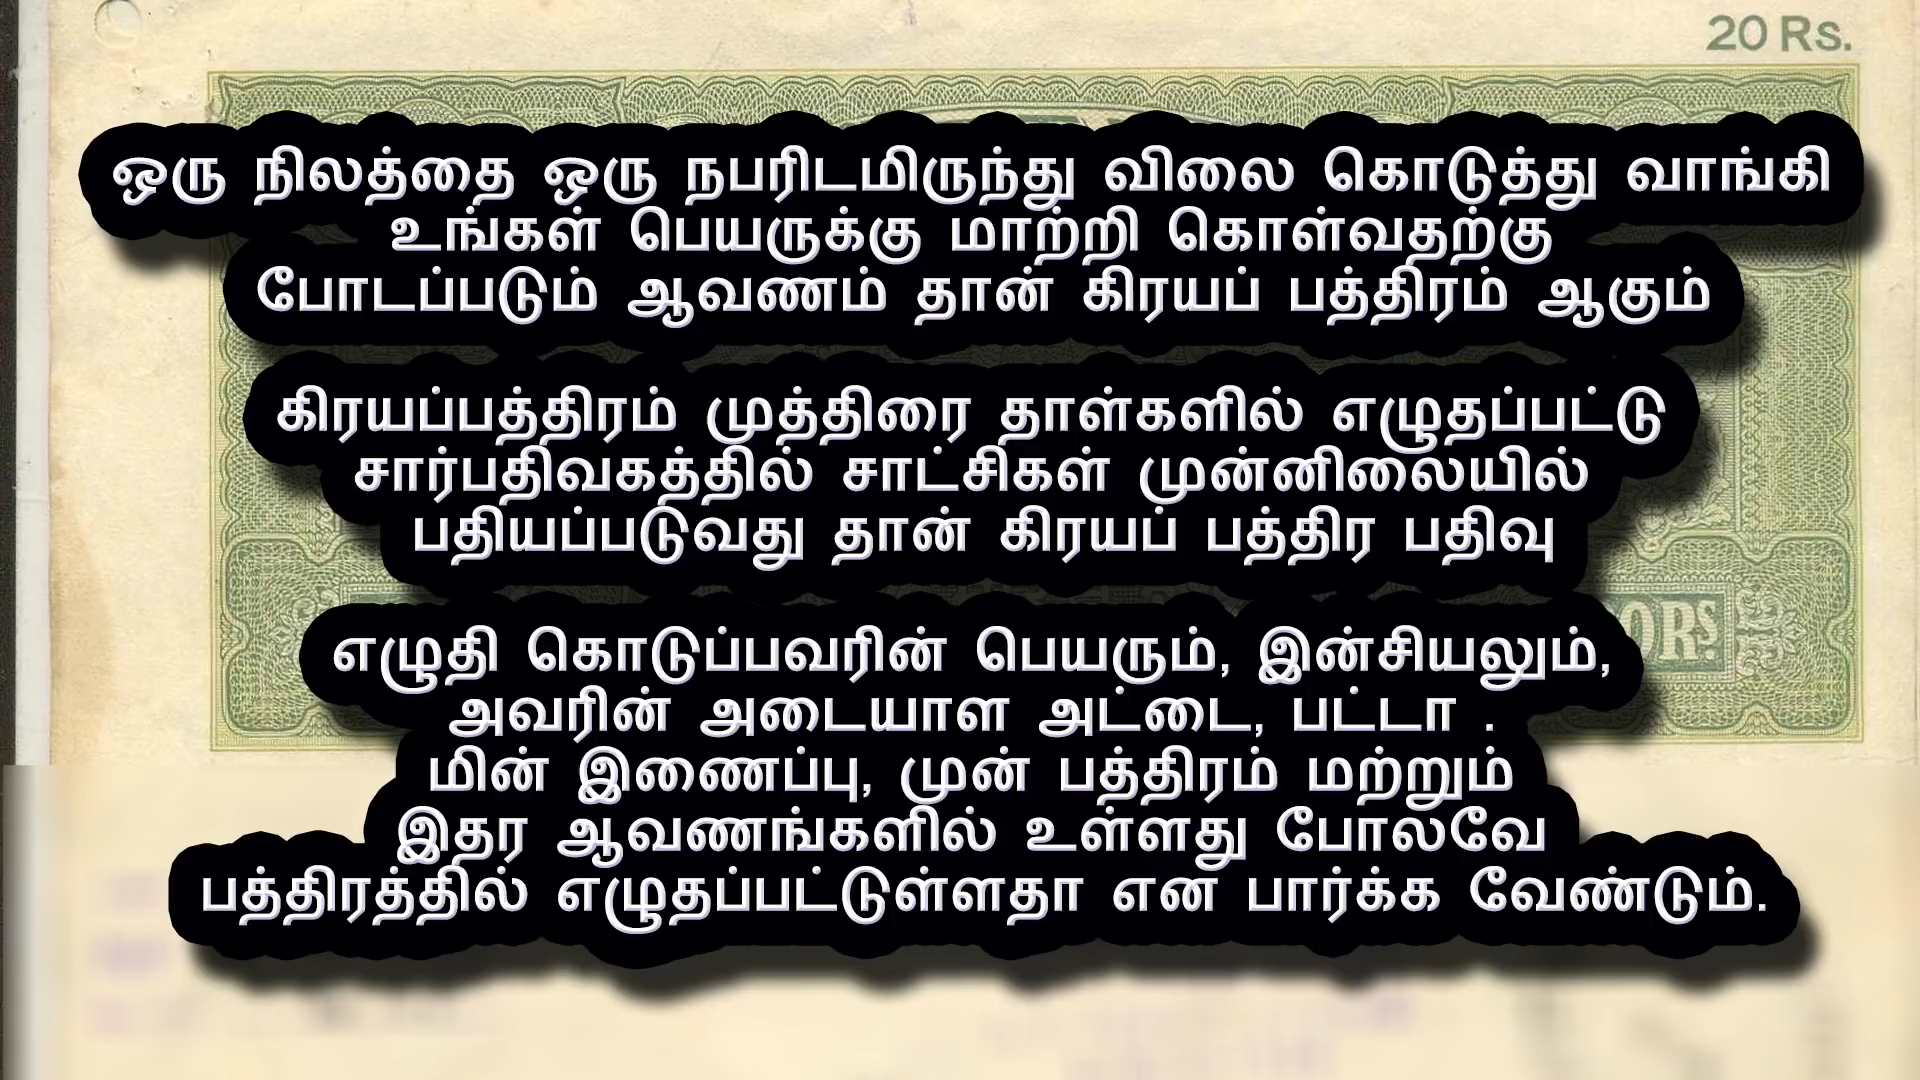 20 Rs.
ஒரு நிலத்தை ஒரு நபரிடமிருந்து விலை கொடுத்து வாங்கி
உங்கள் பெயருக்கு மாற்றி கொள்வதற்கு
போடப்படும் ஆவணம் தான் கிரயப் பத்திரம் ஆகும்
கிரயப்பத்திரம் முத்திரை தாள்களில் எழுதப்பட்டு
சார்பதிவகத்தில் சாட்சிகள் முன்னிலையில்
பதியப்படுவது தான் கிரயப் பத்திர பதிவு
எழுதி கொடுப்பவரின் பெயரும், இன்சியலும்,
அவரின் அடையாள அட்டை, பட்டா .
மின் இணைப்பு, முன் பத்திரம் மற்றும்
இதர ஆவணங்களில் உள்ளது போலவே
பத்திரத்தில் எழுதப்பட்டுள்ளதா என பார்க்க வேண்டும்.